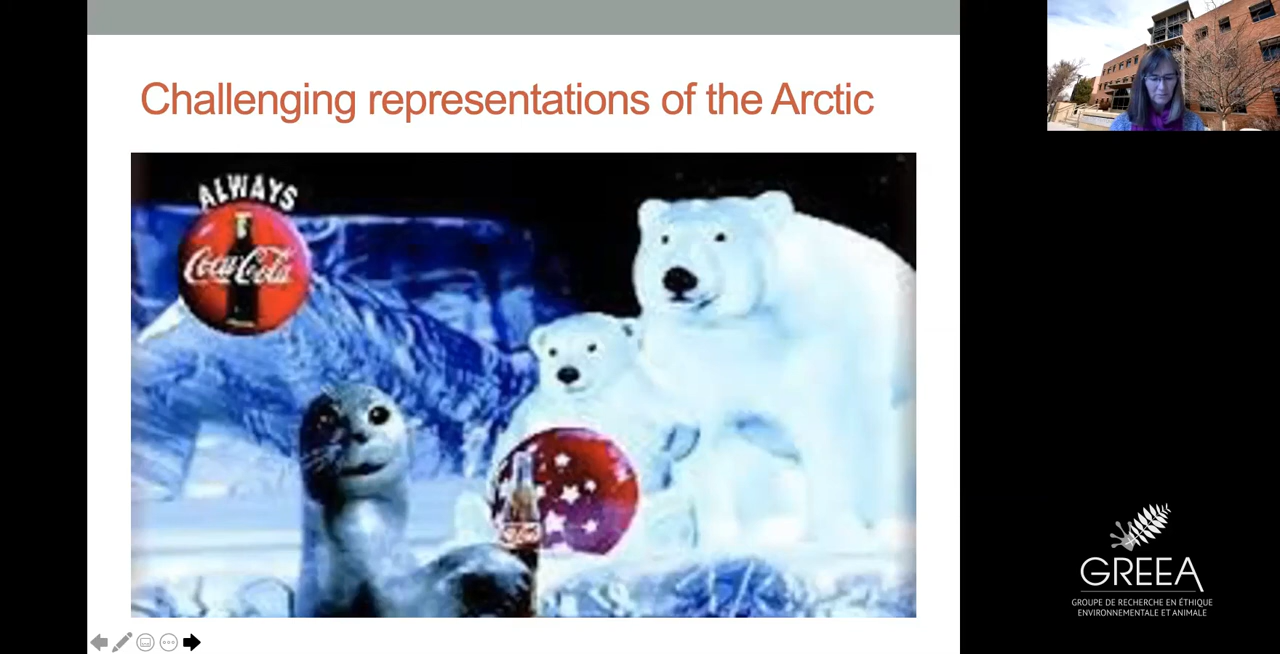 Challenging representations of the Arctic
ALWAYS
Coca-Cola
GREEA
GROUPE DE RECHERCHE EN ÉTHIQUE
ENVIRONNEMENTALE ET ANIMALE